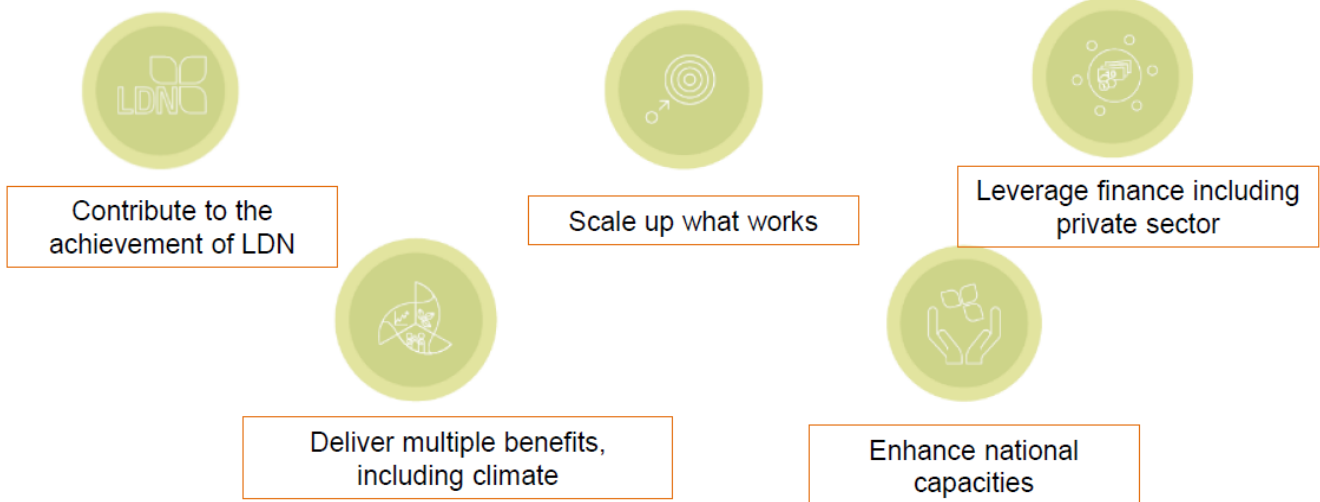 LDN
Contribute to the
achievement of LDN
Scale up what works
Leverage finance including
private sector
Deliver multiple benefits,
including climate
Enhance national
capacities